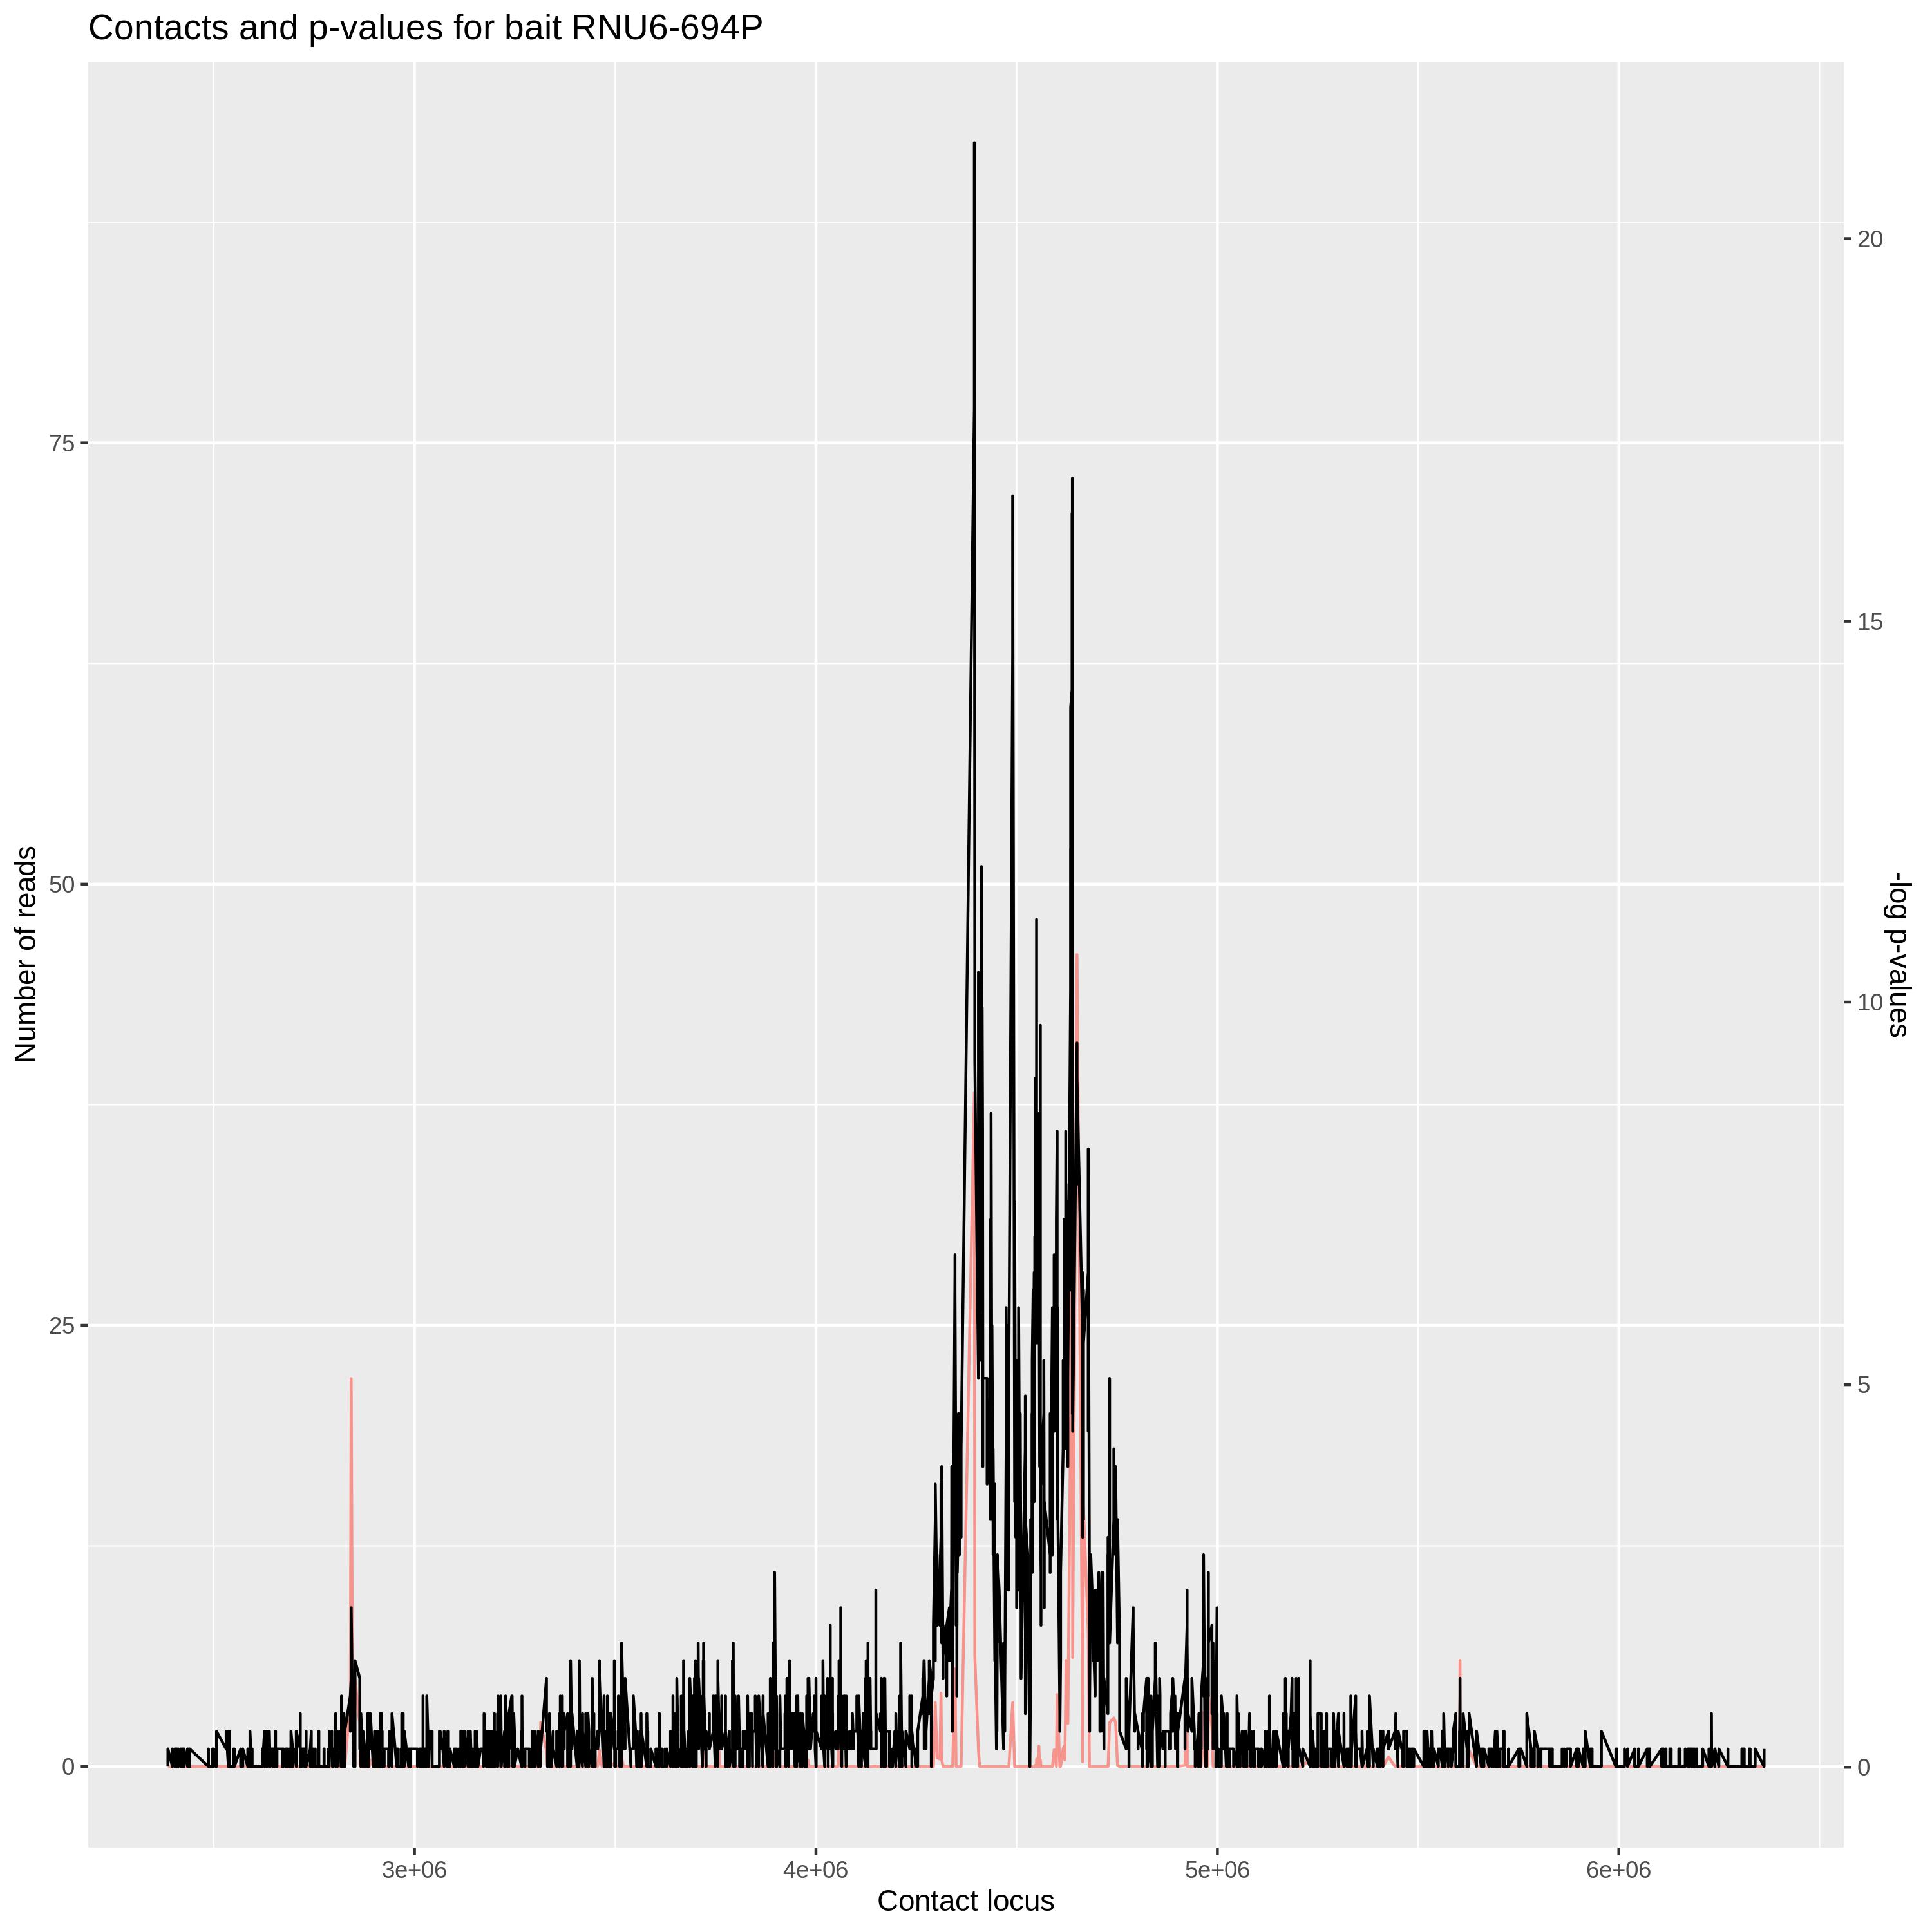 Contacts and p-values for bait RNU6-694P
Number of reads
75
50
25
0
20
15
10
5
0
-log p-values
3e+06
4e+06
5e+06
6e+06
Contact locus